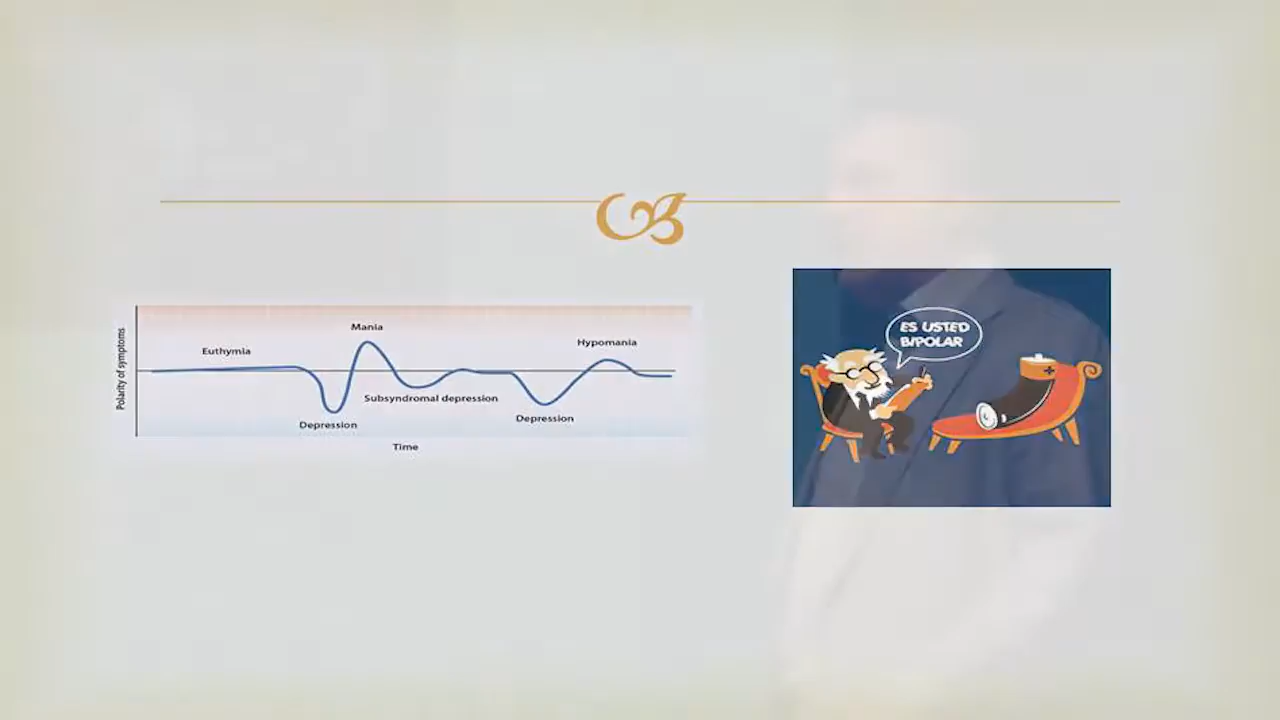 Polarity of symptoms
Euthymia
Mania
Hypomania
Subsyndromal depression
Depression
Depression
Time
ES USTED
BIPOLAR